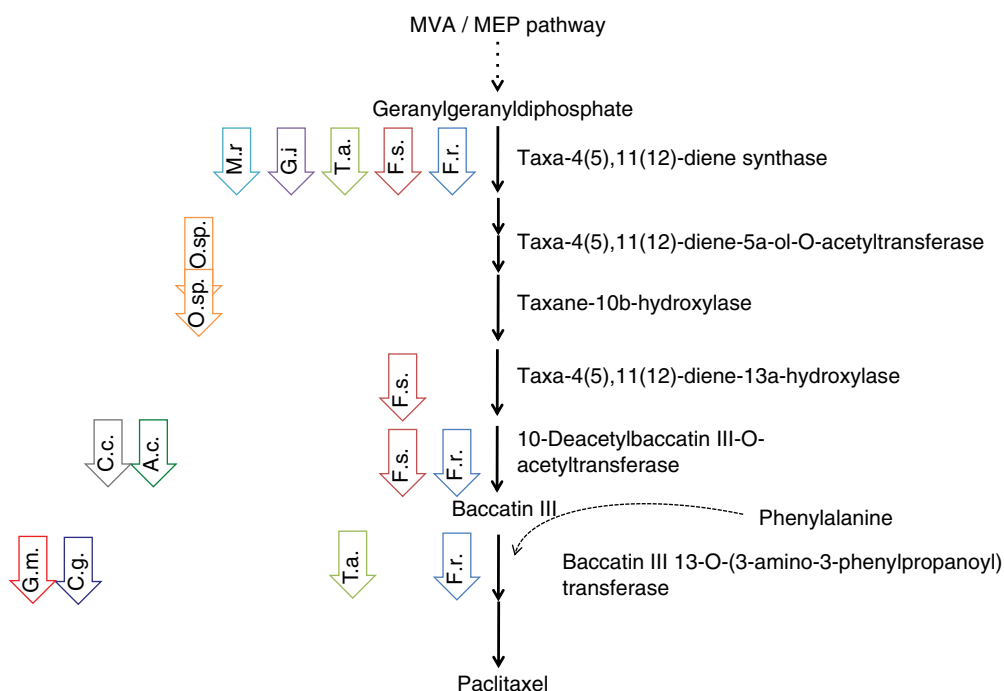 MVA / MEP pathway
Geranylgeranyldiphosphate
M.r
G.i
T.a.
F.s.
F.r.
Taxa-4(5),11(12)-diene synthase
O.sp.
Taxa-4(5),11(12)-diene-5a-ol-O-acetyltransferase
O.sp.
Taxane-10b-hydroxylase
F.s.
Taxa-4(5),11(12)-diene-13a-hydroxylase
C.c.
A.c.
F.s.
F.r.
10-Deacetylbaccatin III-O-
acetyltransferase
Baccatin III
Phenylalanine
G.m.
C.g.
T.a.
F.r.
Baccatin III 13-O-(3-amino-3-phenylpropanoyl)
transferase
Paclitaxel